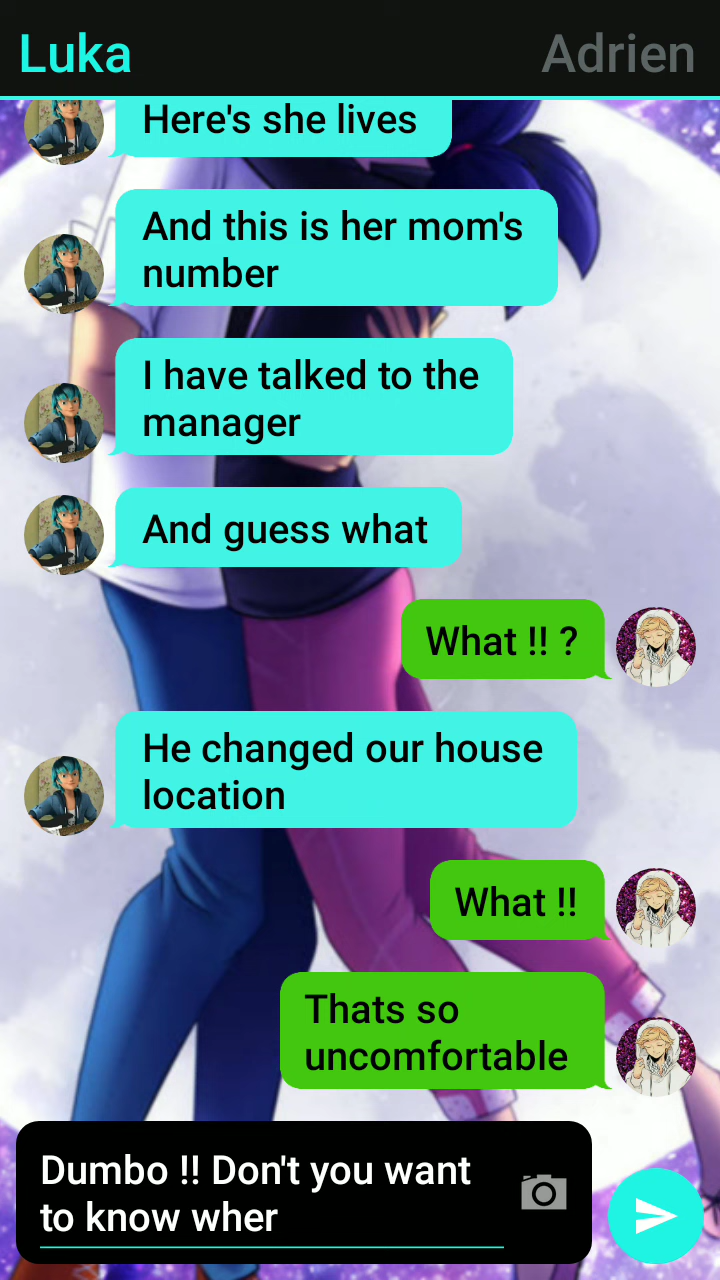 Luka
Adrien
Here's she lives
And this is her mom's
number
I have talked to the
manager
And guess what
What !! ?
He changed our house
location
What !!
Thats so
uncomfortable
Dumbo !! Don't you want
to know wher